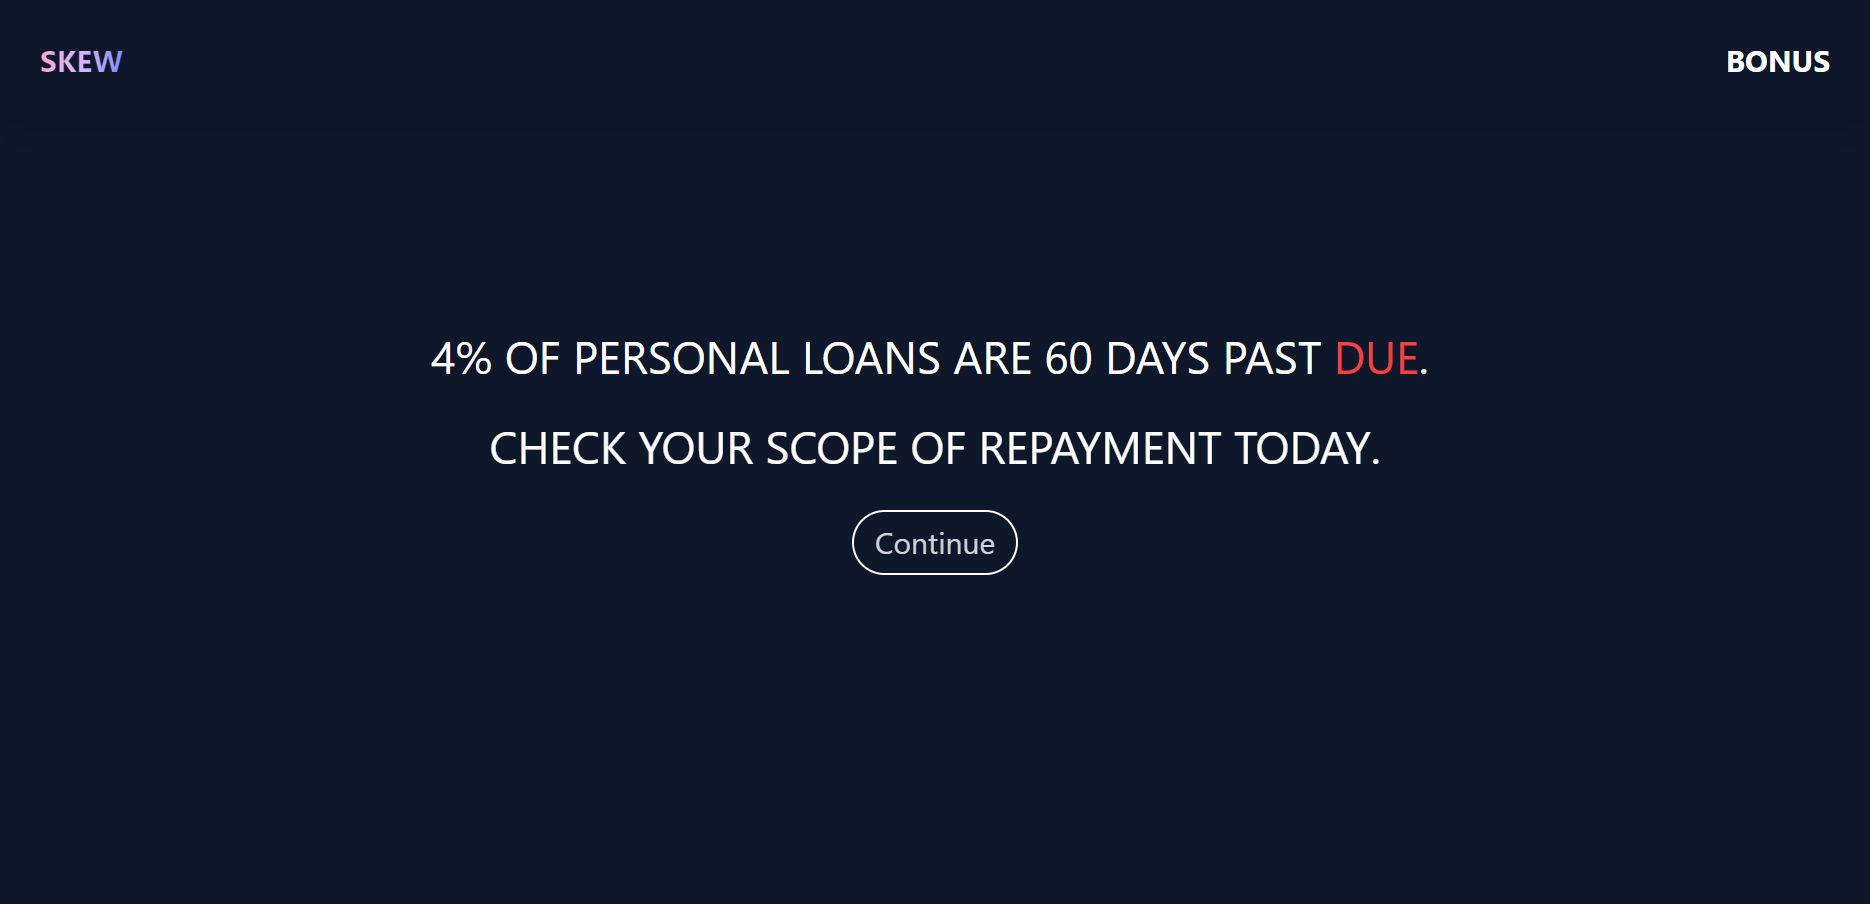 SKEW
BONUS
4% OF PERSONAL LOANS ARE 60 DAYS PAST DUE.
CHECK YOUR SCOPE OF REPAYMENT TODAY.
Continue